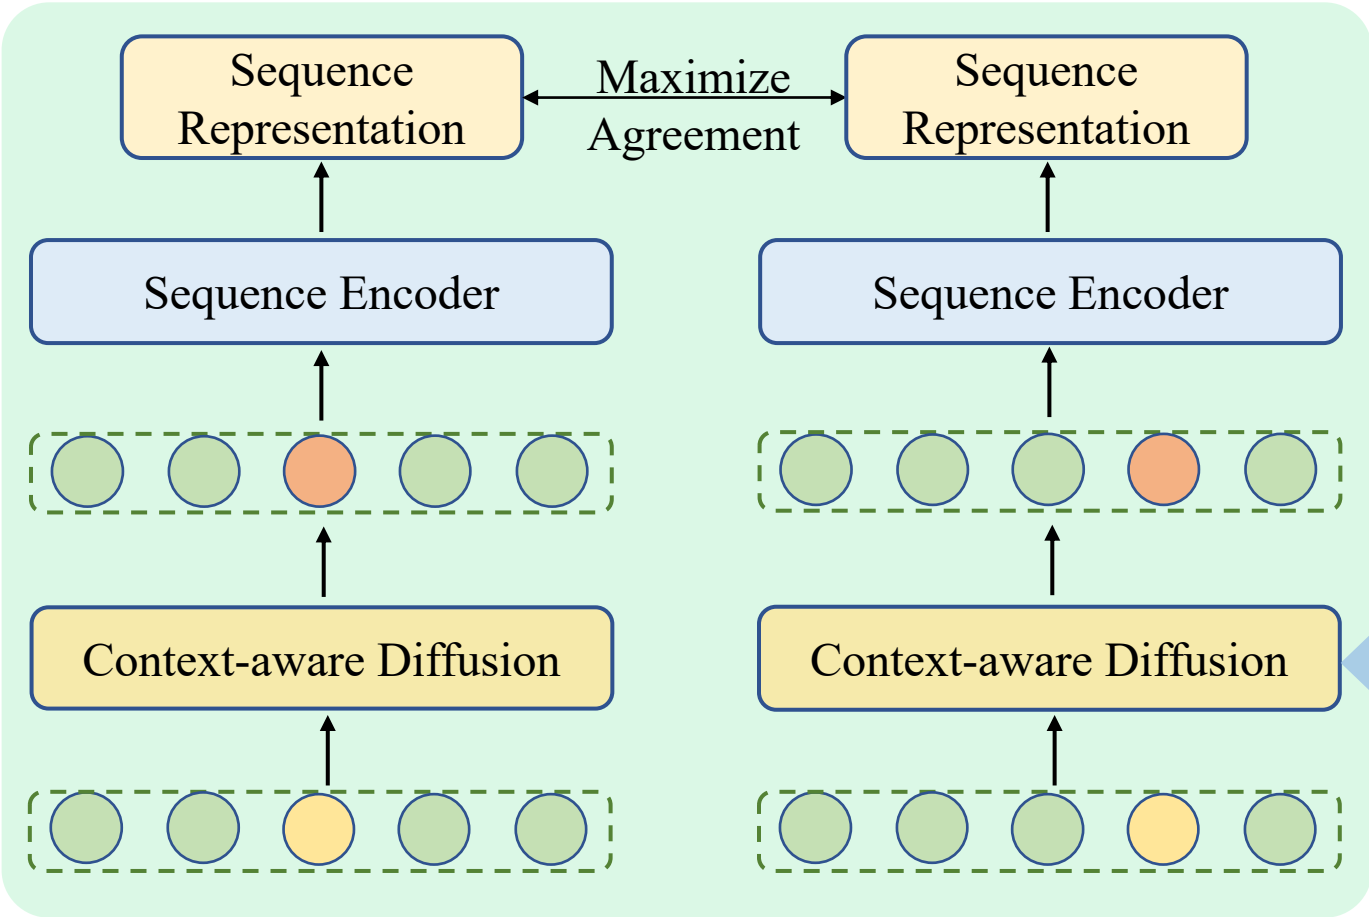 Sequence
Representation
Maximize
Agreement
Sequence
Representation
Sequence Encoder
Sequence Encoder
Context-aware Diffusion
Context-aware Diffusion